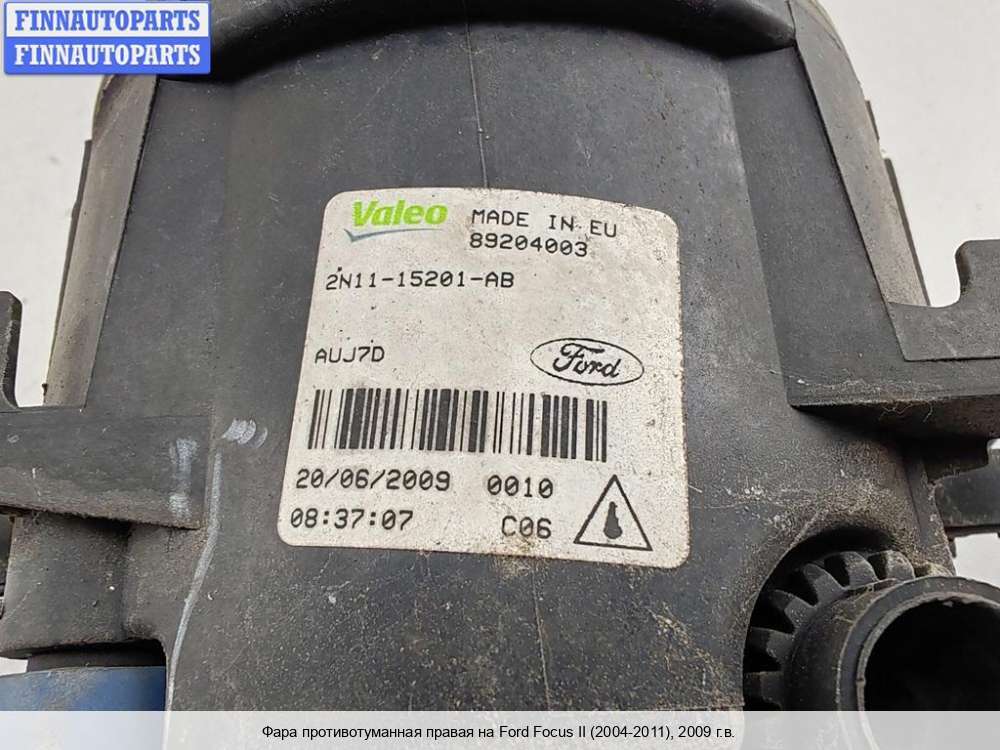 FINNAUTOPARTS
FINNAUTOPARTS
Valeo MADE IN EU
89204003
2N11-15201-AB
AUJ7D
Ford
20/06/2009 0010
08:37:07 C06
Фара противотуманная правая на Ford Focus II (2004-2011), 2009 г.в.